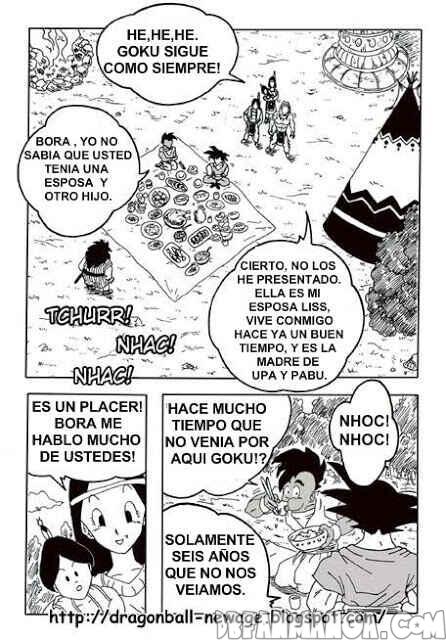 HE,HE,HE.
GOKU SIGUE
COMO SIEMPRE!
BORA , YO NO
SABIA QUE USTED
TENIA UNA
ESPOSA Y
OTRO HIJO.
CIERTO, NO LOS
HE PRESENTADO.
ELLA ES MI
ESPOSA LISS,
VIVE CONMIGO
HACE YA UN BUEN
TIEMPO, Y ES LA
MADRE DE
UPA Y PABU.
TCHURR!
NHAC!
NHAC!
ES UN PLACER!
BORA ME
HABLO MUCHO
DE USTEDES!
HACE MUCHO
TIEMPO QUE
NO VENIA POR
AQUI GOKU!?
NHOC!
NHOC!
SOLAMENTE
SEIS AÑOS
QUE NO NOS
VEIAMOS.
http://dragonball-newage.blogspot.com/